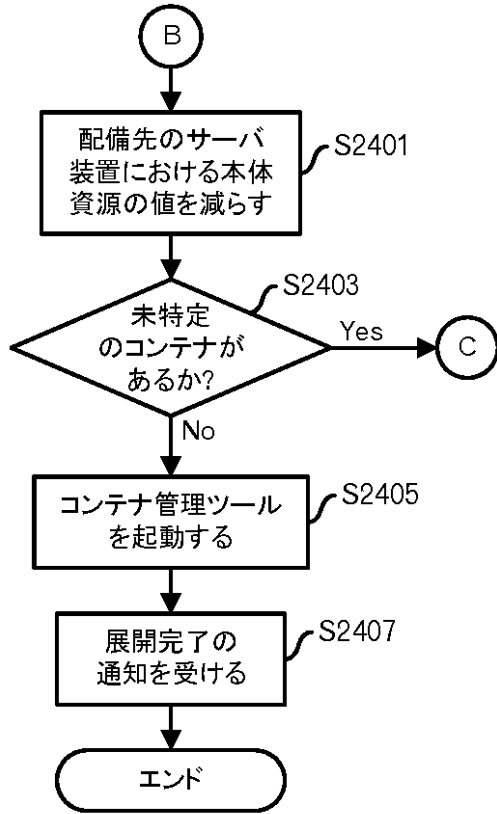 B
配備先のサーバ
装置における本体
資源の値を減らす
S2401
S2403
未特定
のコンテナが
あるか?
Yes
C
No
コンテナ管理ツール
を起動する
S2405
展開完了の
通知を受ける
S2407
エンド